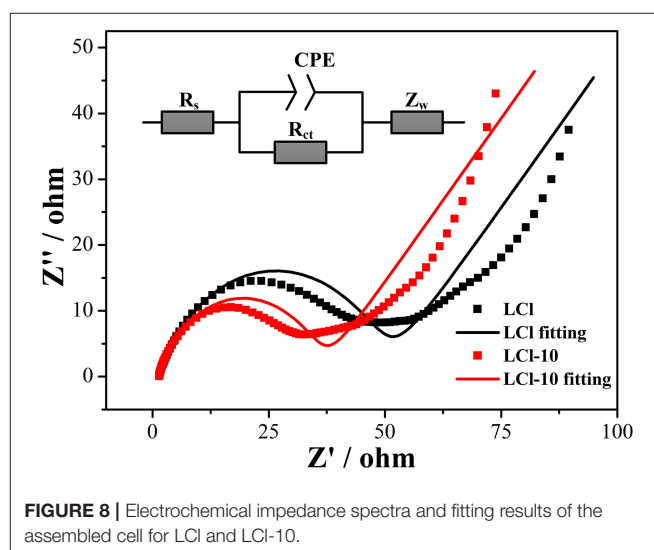 50
40
30
20
10
0
Z'' / ohm
CPE
Rs
Rct
Zw
LCl
LCl fitting
LCl-10
LCl-10 fitting
0
25
50
75
100
Z' / ohm
FIGURE 8 | Electrochemical impedance spectra and fitting results of the
assembled cell for LCl and LCl-10.